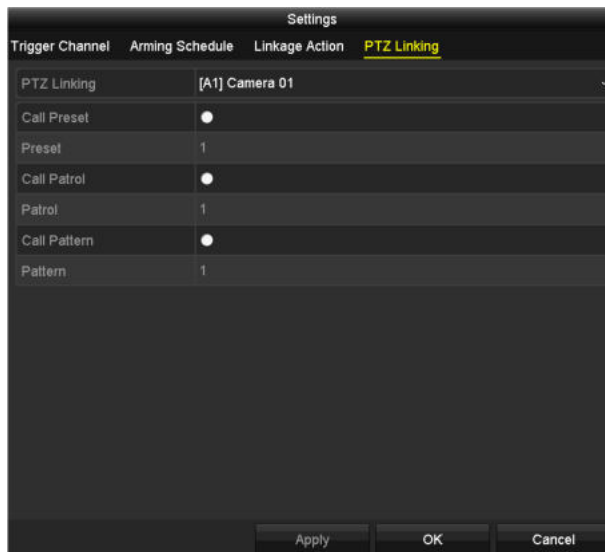 Settings
Trigger Channel Arming Schedule Linkage Action PTZ Linking
PTZ Linking [A1] Camera 01
Call Preset
Preset 1
Call Patrol
Patrol 1
Call Pattern
Pattern 1
Apply OK Cancel